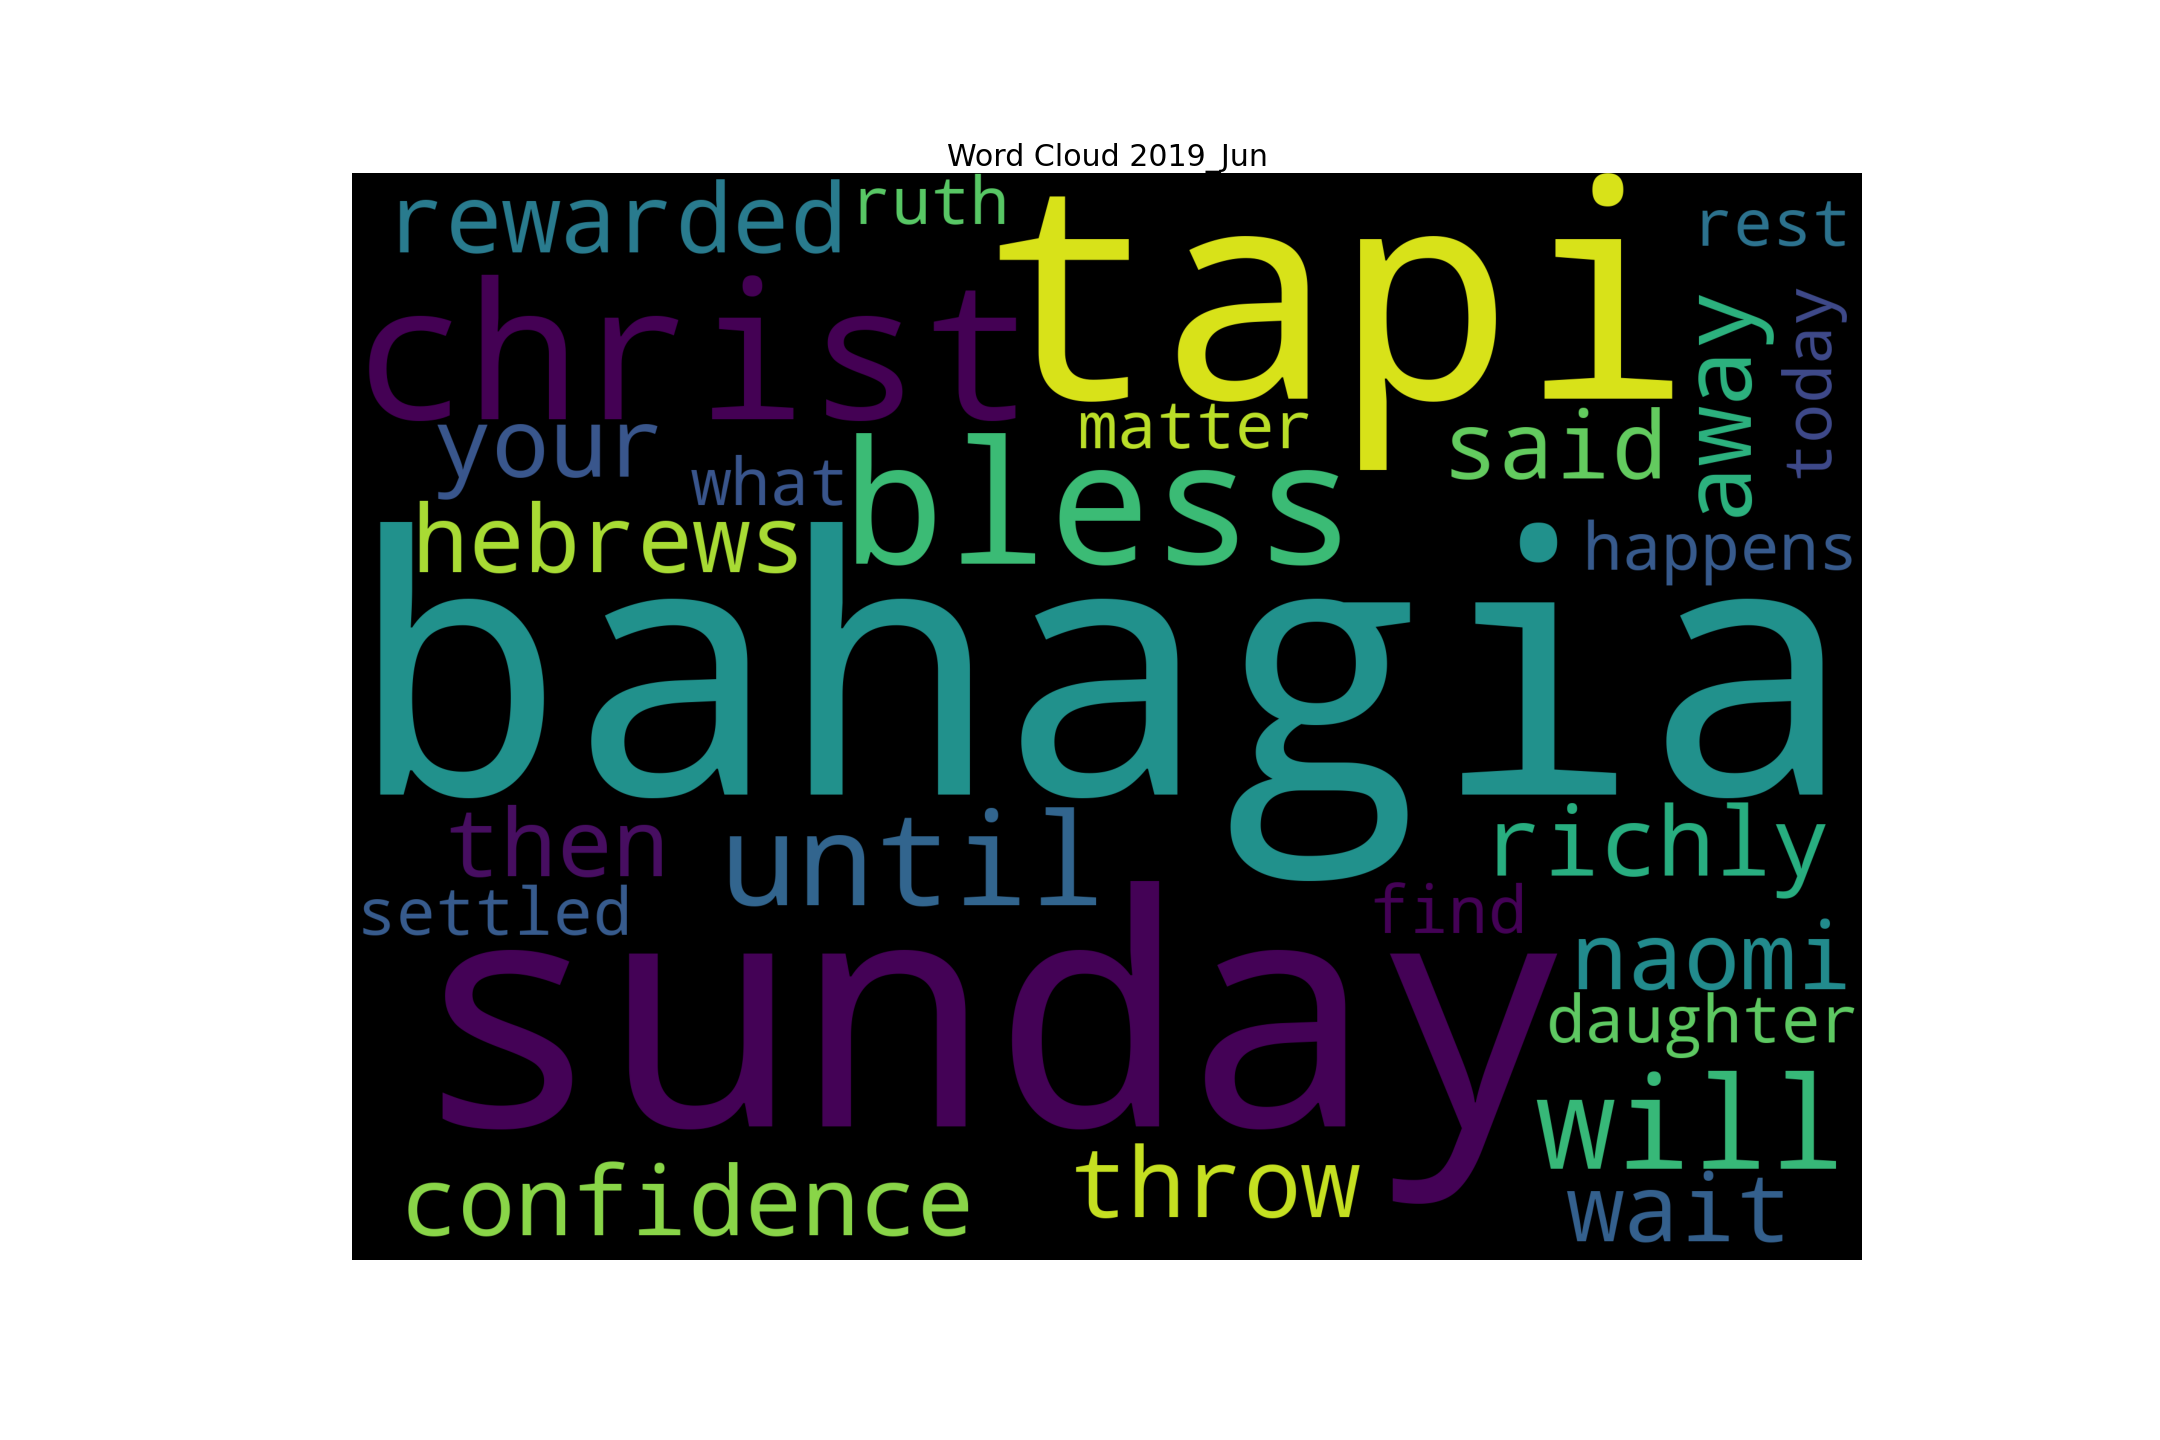 Word Cloud 2019_Jun
rewarded
ruth
tapi
rest
christ
away
today
your
what
matter
said
bless
hebrews
happens
bahagia
then
until
richly
settled
find
sunday
naomi
daughter
will
confidence
throw
wait